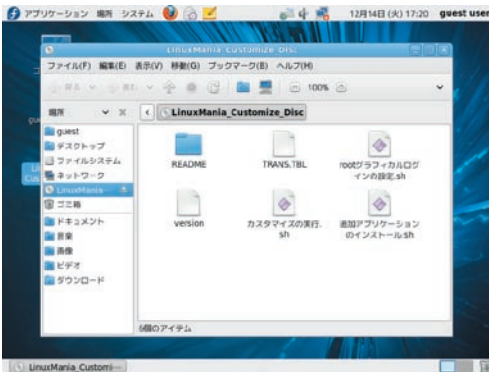 アプリケーション 場所 システム 12月14日 (火) 17:20 guest user
LinuxMania Customize Disc
ファイル(F) 編集(E) 表示(V) 移動(G) ブックマーク(B) ヘルプ(H)
戻る 100%
場所 LinuxMania_Customize_Disc
guest
デスクトップ
ファイルシステム
ネットワーク
LinuxMania
ゴミ箱
ドキュメント
音楽
画像
ビデオ
ダウンロード
README
TRANS.TBL
rootグラフィカルログ
インの設定.sh
version
カスタマイズの実行.
sh
追加アプリケーション
のインストール.sh
6個のアイテム
LinuxMania Customi